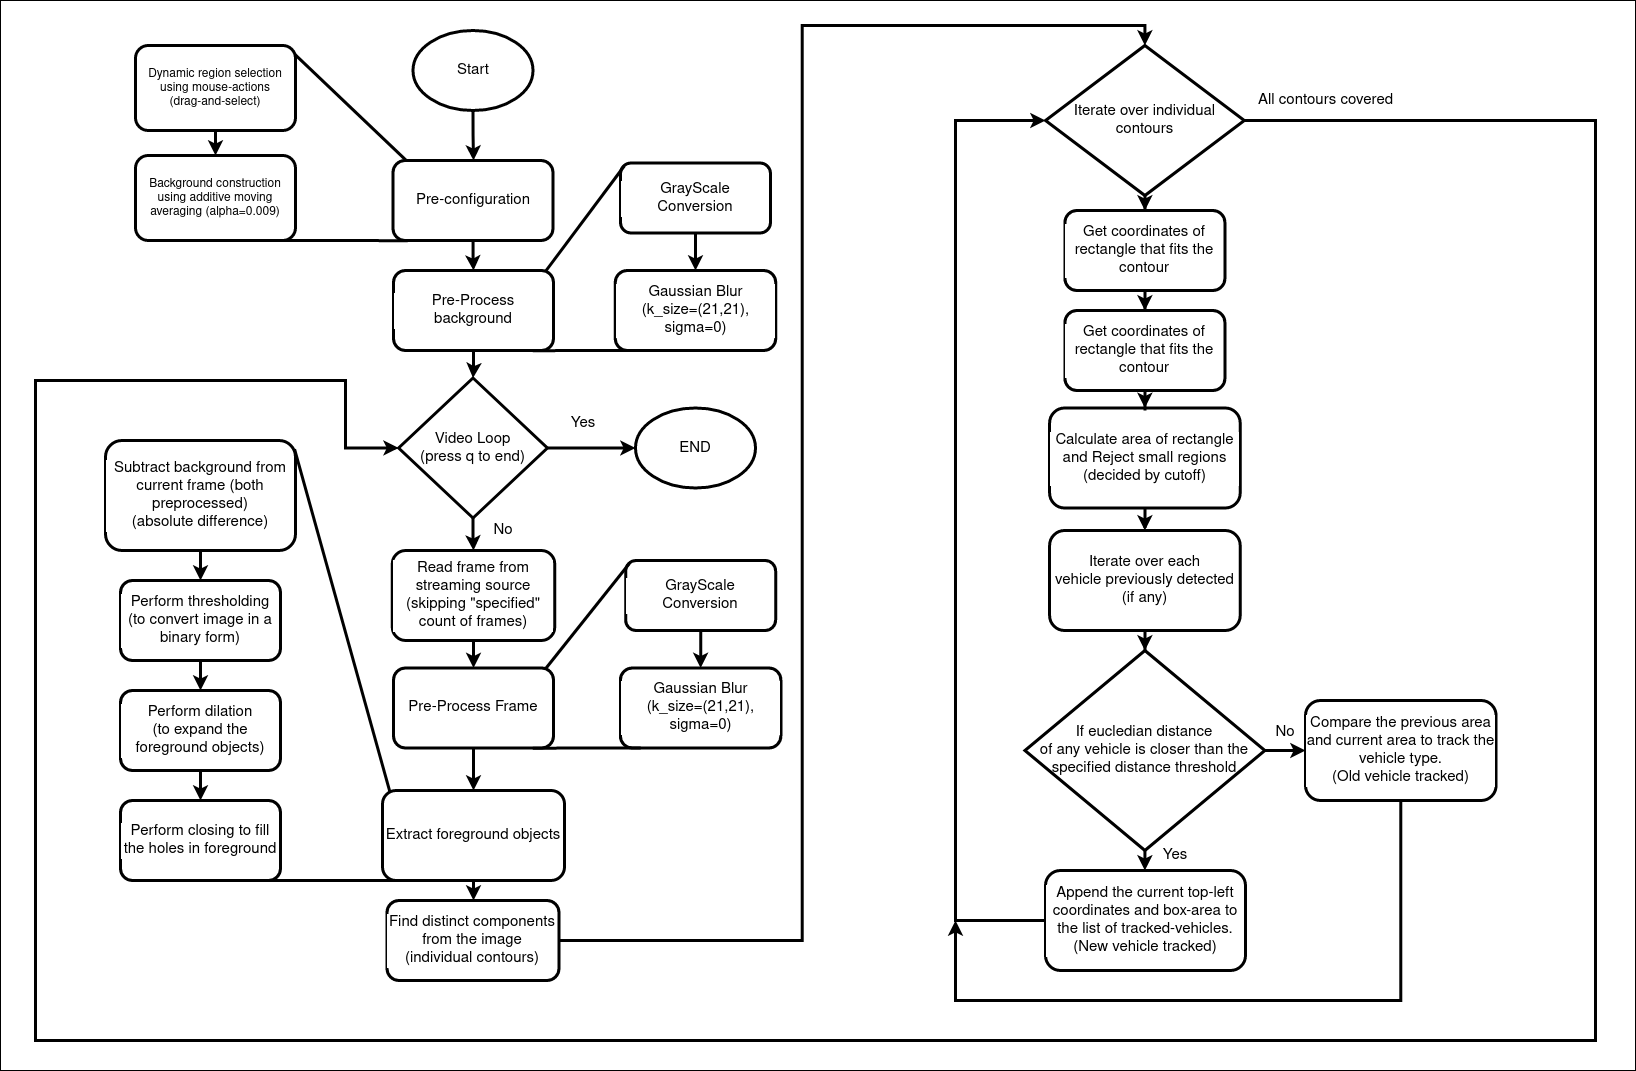 Start
Dynamic region selection
using mouse-actions
(drag-and-select)
Background construction
using additive moving
averaging (alpha=0.009)
Pre-configuration
GrayScale
Conversion
Gaussian Blur
(k_size=(21,21),
sigma=0)
Pre-Process
background
Video Loop
(press q to end)
Yes
END
No
Read frame from
streaming source
(skipping "specified"
count of frames)
GrayScale
Conversion
Gaussian Blur
(k_size=(21,21),
sigma=0)
Pre-Process Frame
Subtract background from
current frame (both
preprocessed)
(absolute difference)
Perform thresholding
(to convert image in a
binary form)
Perform dilation
(to expand the
foreground objects)
Perform closing to fill
the holes in foreground
Extract foreground objects
Find distinct components
from the image
(individual contours)
Iterate over individual
contours
All contours covered
Get coordinates of
rectangle that fits the
contour
Get coordinates of
rectangle that fits the
contour
Calculate area of rectangle
and Reject small regions
(decided by cutoff)
Iterate over each
vehicle previously detected
(if any)
If eucledian distance
of any vehicle is closer than the
specified distance threshold
No
Compare the previous area
and current area to track the
vehicle type.
(Old vehicle tracked)
Yes
Append the current top-left
coordinates and box-area to
the list of tracked-vehicles.
(New vehicle tracked)